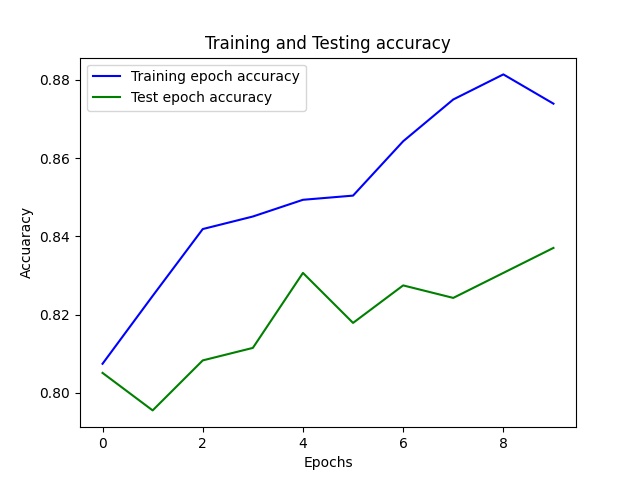 Training and Testing accuracy
Training epoch accuracy
Test epoch accuracy
0.88
0.86
0.84
0.82
0.80
Accuaracy
0 2 4 6 8
Epochs